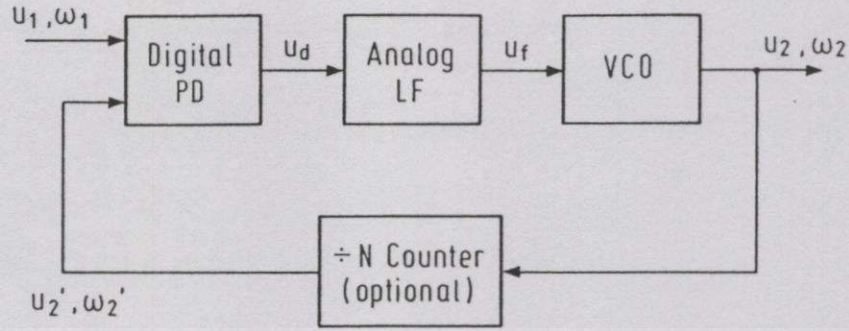 u1,ω1
Digital
PD
ud
Analog
LF
uf
VCO
u2,ω2
÷N Counter
(optional)
u2',ω2'